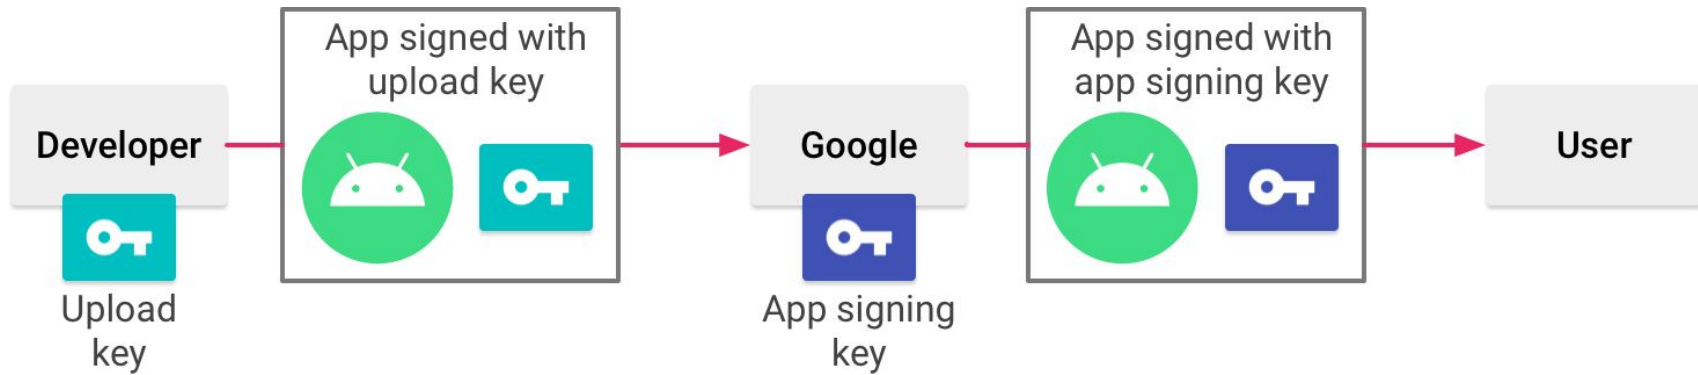 App signed with
upload key
App signed with
app signing key
Developer
Google
User
Upload
key
App signing
key